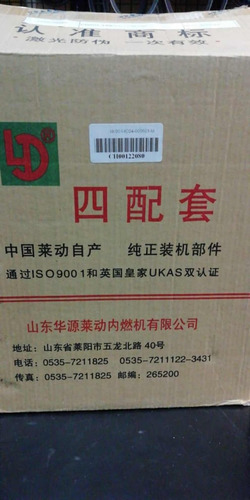 认准商标
激光防伪 一次有效
CH00122080
LD®
四配套
中国莱动自产 纯正装机部件
通过ISO9001和英国皇家UKAS双认证
山东华源莱动内燃机有限公司
地址：山东省莱阳市五龙北路40号
电话：0535-7211825 0535-7211122-3431
传真：0535-7211825 邮编：265200